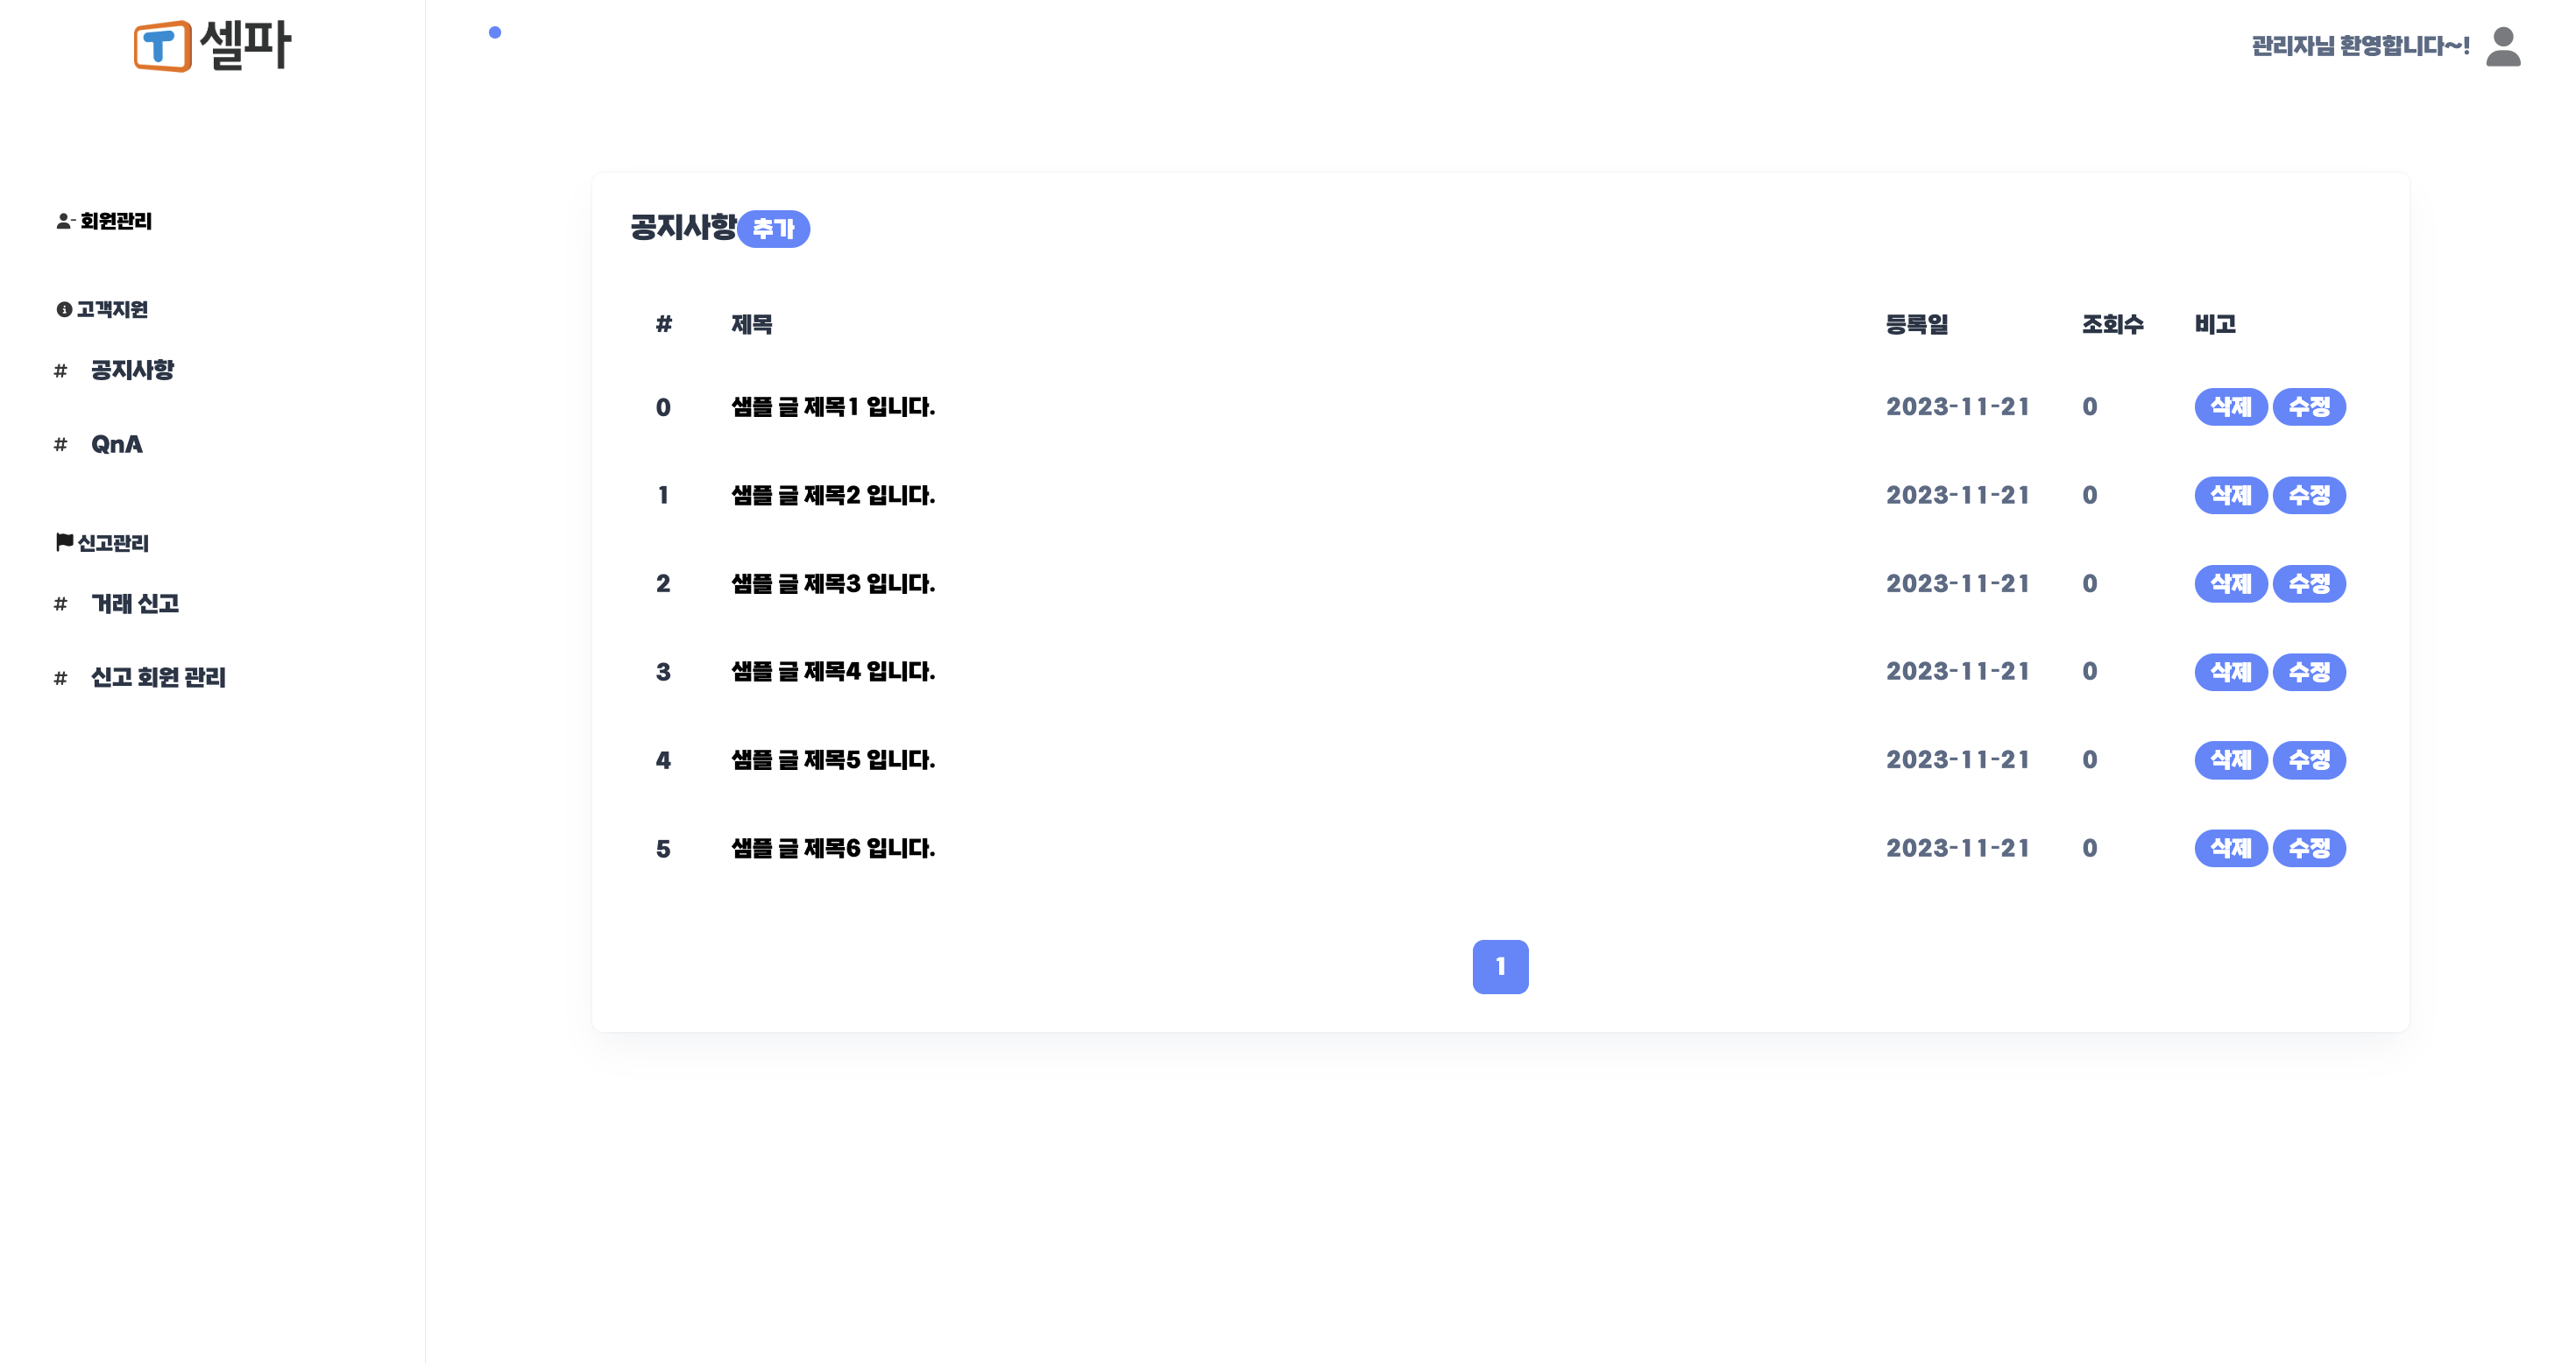 T 셀파
관리자님 환영합니다~!
회원관리
고객지원
# 공지사항
# QnA
신고관리
# 거래 신고
# 신고 회원 관리
공지사항 추가
# 제목 등록일 조회수 비고
0 샘플 글 제목1 입니다. 2023-11-21 0 삭제 수정
1 샘플 글 제목2 입니다. 2023-11-21 0 삭제 수정
2 샘플 글 제목3 입니다. 2023-11-21 0 삭제 수정
3 샘플 글 제목4 입니다. 2023-11-21 0 삭제 수정
4 샘플 글 제목5 입니다. 2023-11-21 0 삭제 수정
5 샘플 글 제목6 입니다. 2023-11-21 0 삭제 수정
1